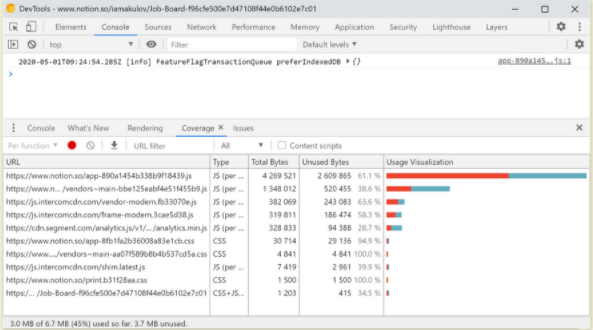 DevTools - www.notion.so/iamakulov/Job-Board-f96cfe500e7d47108f44e0b6102e7c01
Elements Console Sources Network Performance Memory Application Security Lighthouse Layers
top Filter Default levels
2020-05-01T09:24:54.285Z [info] FeatureFlagTransactionQueue preferIndexedDB {} app-890a145….js:1
Console What's New Rendering Coverage Issues
Per function URL filter All Content scripts
URL Type Total Bytes Unused Bytes Usage Visualization
https://www.notion.so/app-890a1454b338b9f18439.js JS (per ... 4 269 521 2 609 865 61.1 %
https://www.n... /vendors~main-bbe125eabf4e51f455b9.js JS (per ... 1 348 012 520 455 38.6 %
https://js.intercomcdn.com/vendor-modern.fb33070e.js JS (per ... 382 069 243 083 63.6 %
https://js.intercomcdn.com/frame-modern.3cae5d38.js JS (per ... 319 811 186 474 58.3 %
https://cdn.segment.com/analytics.js/v1/.../analytics.min.js JS (per ... 328 833 94 388 28.7 %
https://www.notion.so/app-8fb1fa2b36008a83e1cb.css CSS 30 714 29 136 94.9 %
https://www..../vendors~main-aa07f589b8b4b537cd5a.css CSS 4 841 4 841 100.0 %
https://js.intercomcdn.com/shim.latest.js JS (per ... 7 419 2 961 39.9 %
https://www.notion.so/print.b31f28aa.css CSS 1 500 1 500 100.0 %
https:/... /Job-Board-f96cfe500e7d47108f44e0b6102e7c01 CSS+JS... 1 203 415 34.5 %
3.0 MB of 6.7 MB (45%) used so far. 3.7 MB unused.